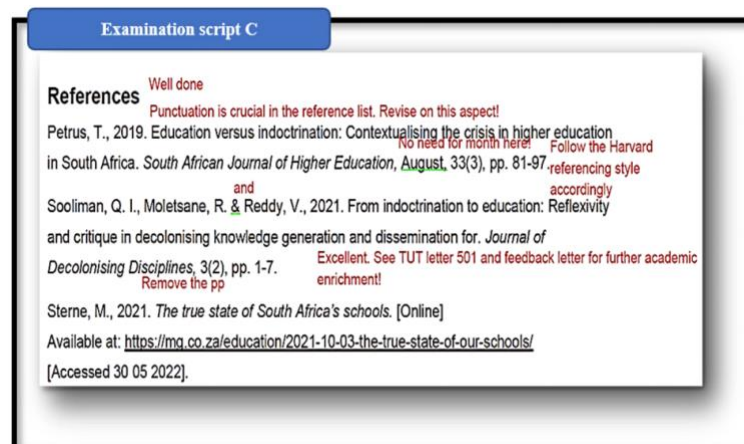 Examination script C
Well done
References
Punctuation is crucial in the reference list. Revise on this aspect!
Petrus, T., 2019. Education versus indoctrination: Contextualising the crisis in higher education
No need for month here!
Follow the Harvard
in South Africa. South African Journal of Higher Education, August, 33(3), pp. 81-97.
referencing style
accordingly
and
Sooliman, Q. I., Moletsane, R. & Reddy, V., 2021. From indoctrination to education: Reflexivity
and critique in decolonising knowledge generation and dissemination for. Journal of
Decolonising Disciplines, 3(2), pp. 1-7.
Excellent. See TUT letter 501 and feedback letter for further academic
enrichment!
Remove the pp
Sterne, M., 2021. The true state of South Africa's schools. [Online]
Available at: https://mg.co.za/education/2021-10-03-the-true-state-of-our-schools/
[Accessed 30 05 2022].